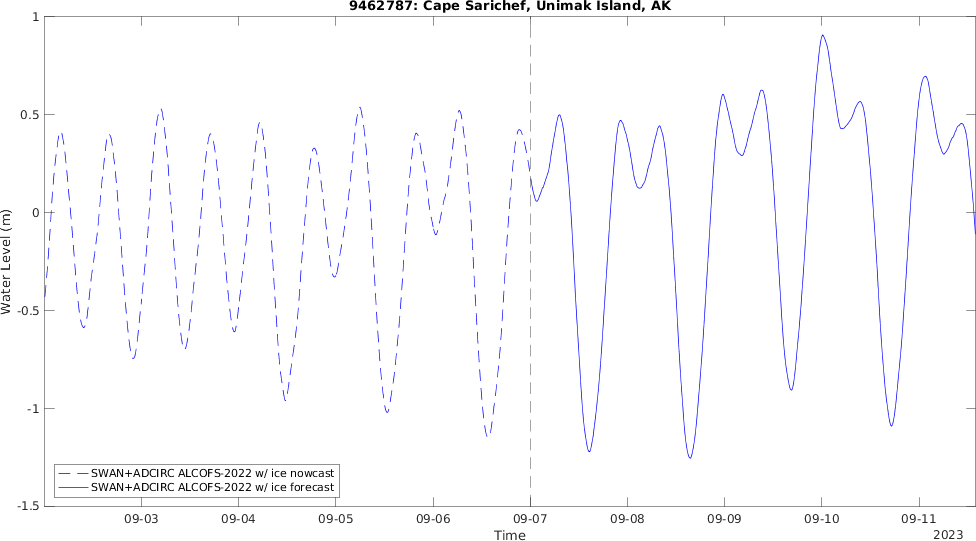 9462787: Cape Sarichef, Unimak Island, AK
1
0.5
0
-0.5
-1
-1.5
Water Level (m)
SWAN+ADCIRC ALCOFS-2022 w/ ice nowcast
SWAN+ADCIRC ALCOFS-2022 w/ ice forecast
09-03 09-04 09-05 09-06 09-07 09-08 09-09 09-10 09-11
Time
2023